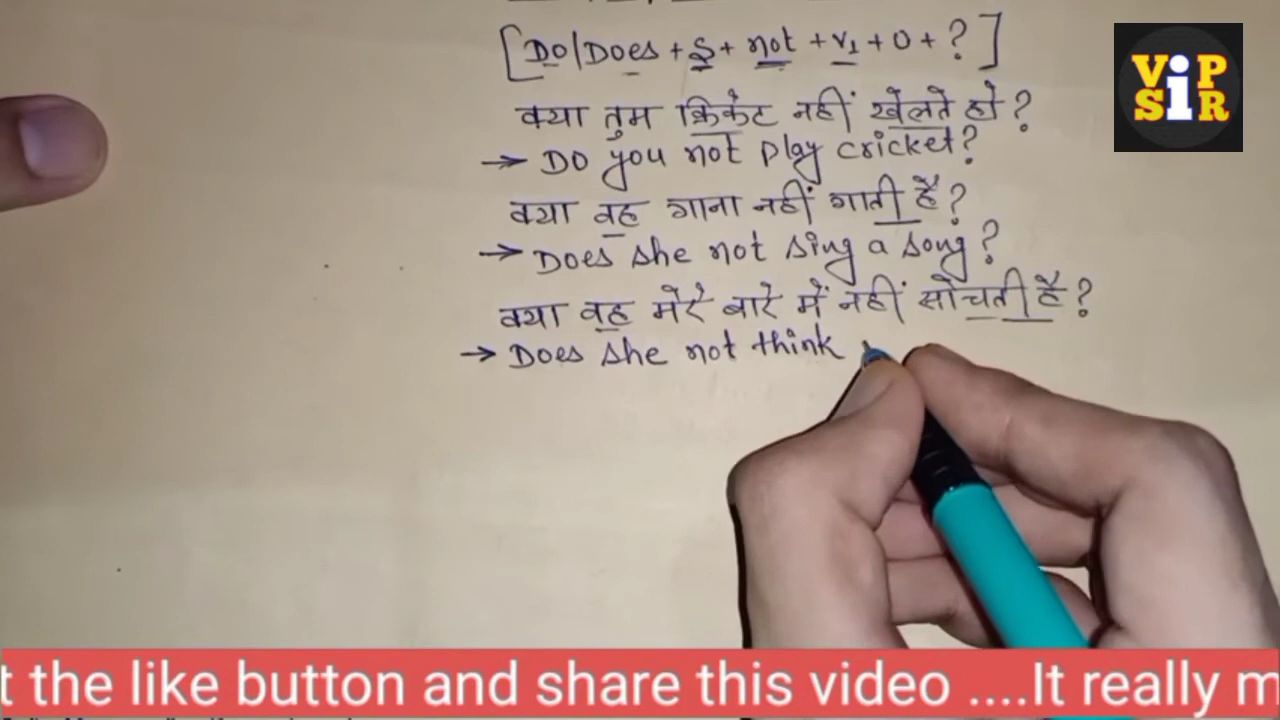 [Do/Does + S + not + V1 + O + ?]
क्या तुम क्रिकेट नहीं खेलते हो?
→ Do you not play cricket?
क्या वह गाना नहीं गाती है?
→ Does she not sing a song?
क्या वह मेरे बारे में नहीं सोचती है?
→ Does she not think
ViP
SiR
t the like button and share this video ....It really m